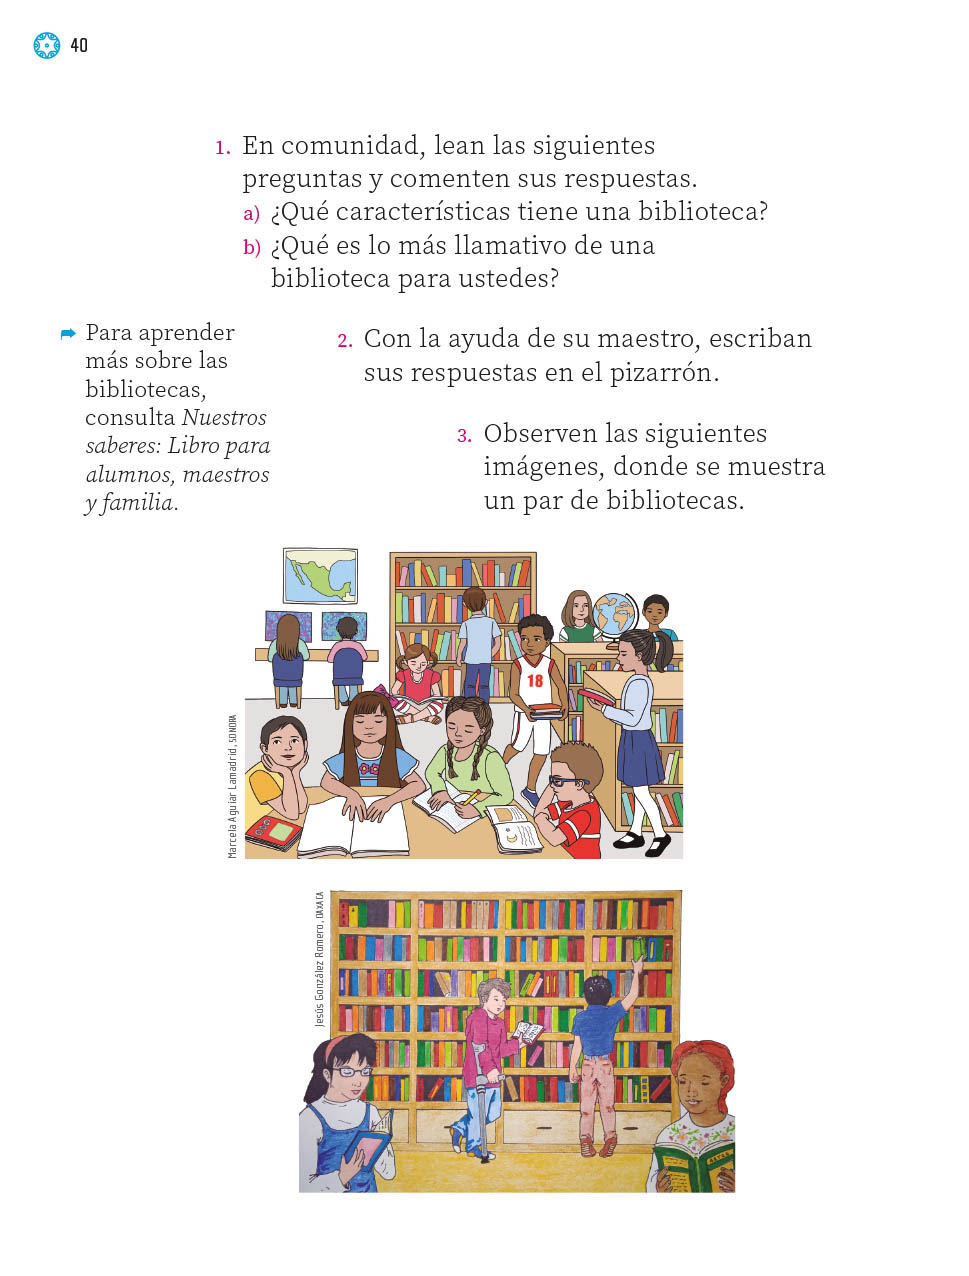 40
1. En comunidad, lean las siguientes
preguntas y comenten sus respuestas.
a) ¿Qué características tiene una biblioteca?
b) ¿Qué es lo más llamativo de una
biblioteca para ustedes?
Para aprender
más sobre las
bibliotecas,
consulta Nuestros
saberes: Libro para
alumnos, maestros
y familia.
2. Con la ayuda de su maestro, escriban
sus respuestas en el pizarrón.
3. Observen las siguientes
imágenes, donde se muestra
un par de bibliotecas.
18
Marcela Aguiar Lamadrid, SONORA
Jesús González Romero, OAXACA